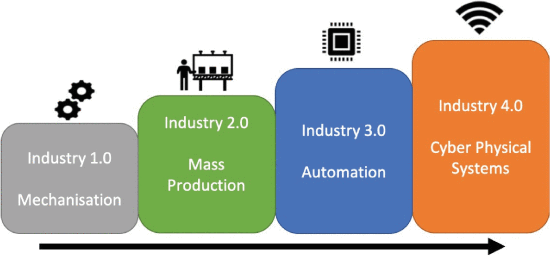 Industry 1.0
Mechanisation
Industry 2.0
Mass
Production
Industry 3.0
Automation
Industry 4.0
Cyber Physical
Systems